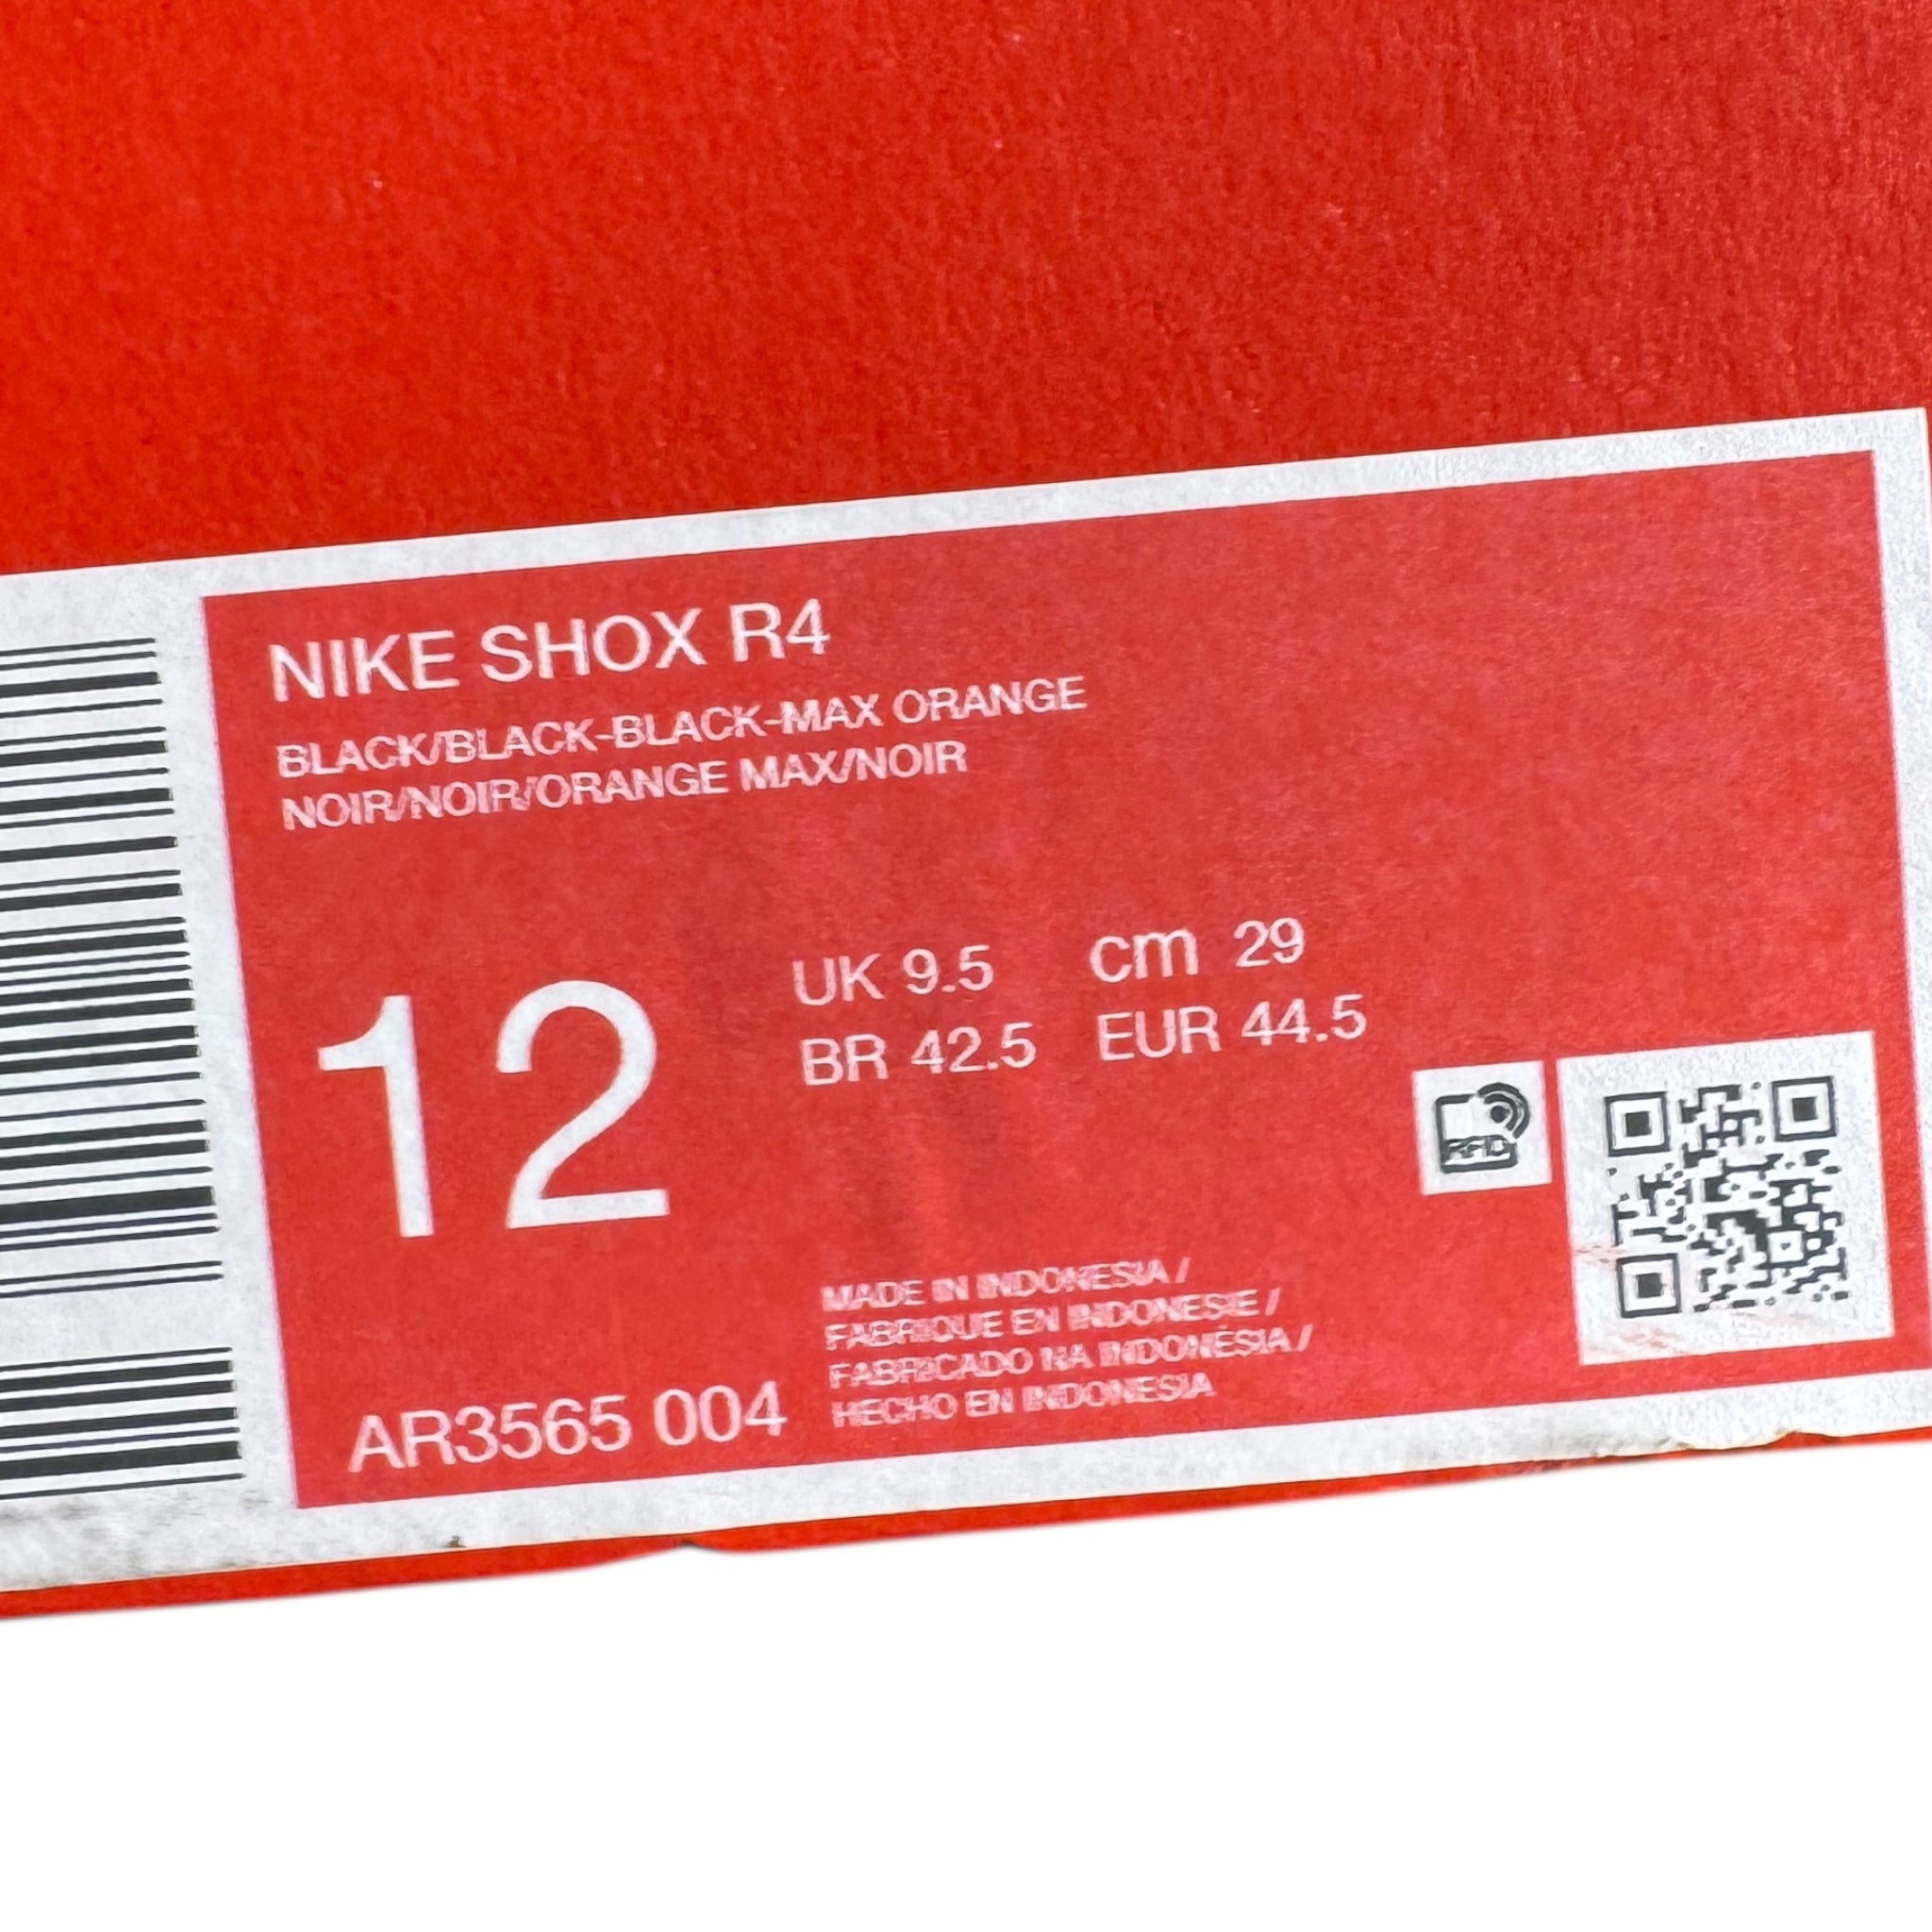 NIKE SHOX R4
BLACK/BLACK-BLACK-MAX ORANGE
NOIR/NOIR/ORANGE MAX/NOIR
12
UK 9.5 cm 29
BR 42.5 EUR 44.5
RFID
MADE IN INDONESIA /
FABRIQUE EN INDONESIE /
FABRICADO NA INDONÉSIA /
HECHO EN INDONESIA
AR3565 004